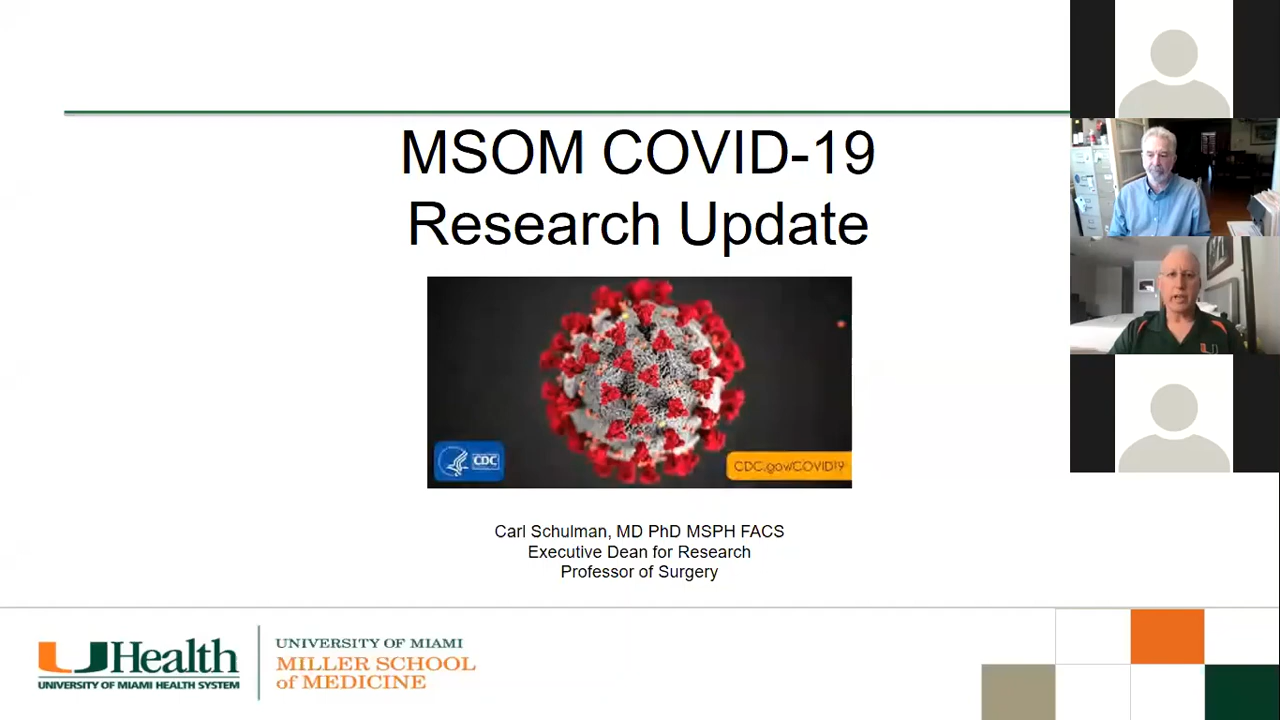 MSOM COVID-19
Research Update
CDC
CDC.gov/COVID19
Carl Schulman, MD PhD MSPH FACS
Executive Dean for Research
Professor of Surgery
UHealth
UNIVERSITY OF MIAMI HEALTH SYSTEM
UNIVERSITY OF MIAMI
MILLER SCHOOL
of MEDICINE
U